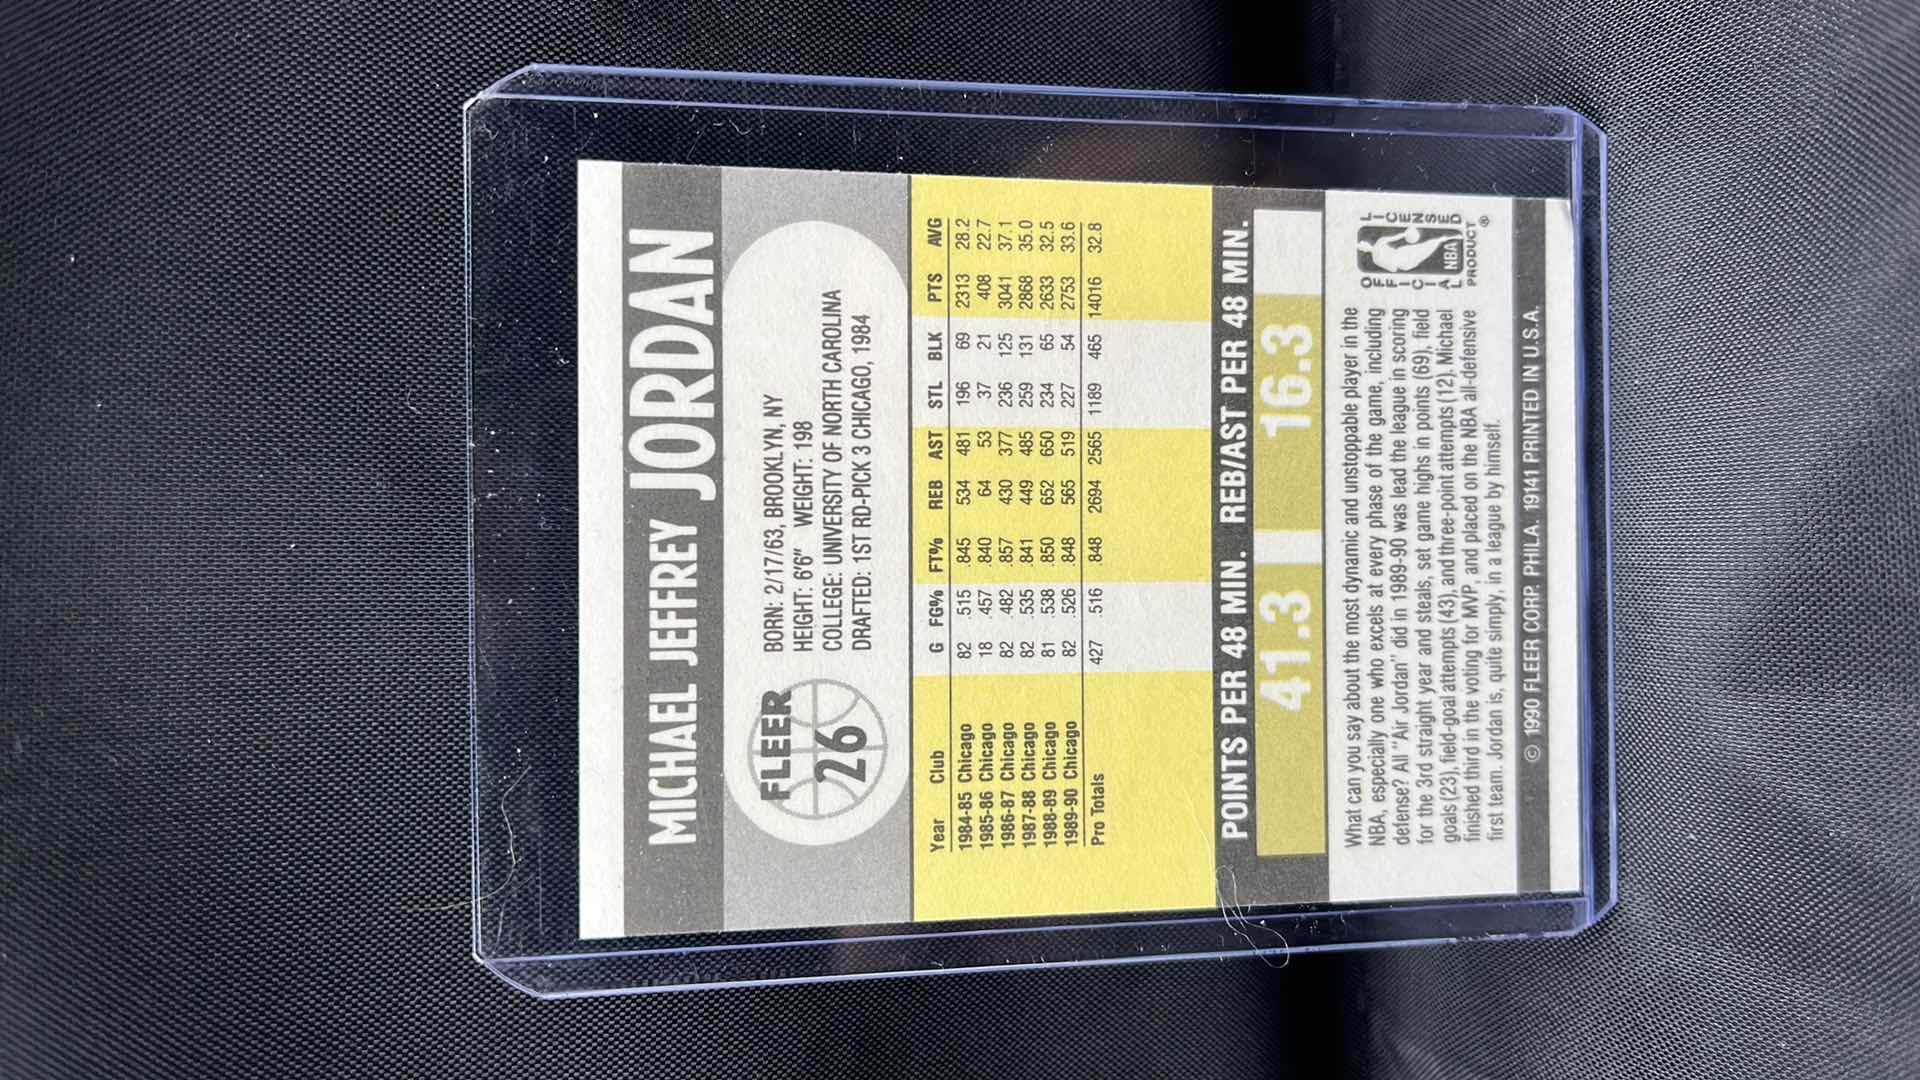 MICHAEL JEFFREY JORDAN
FLEER
26
BORN: 2/17/63, BROOKLYN, NY
HEIGHT: 6'6" WEIGHT: 198
COLLEGE: UNIVERSITY OF NORTH CAROLINA
DRAFTED: 1ST RD-PICK 3 CHICAGO, 1984
Year Club G FG% FT% REB AST STL BLK PTS AVG
1984-85 Chicago 82 .515 .845 534 481 196 69 2313 28.2
1985-86 Chicago 18 .457 .840 64 53 37 21 408 22.7
1986-87 Chicago 82 .482 .857 430 377 236 125 3041 37.1
1987-88 Chicago 82 .535 .841 449 485 259 131 2868 35.0
1988-89 Chicago 81 .538 .850 652 650 234 65 2633 32.5
1989-90 Chicago 82 .526 .848 565 519 227 54 2753 33.6
Pro Totals 427 .516 .848 2694 2565 1189 465 14016 32.8
POINTS PER 48 MIN. REB/AST PER 48 MIN.
41.3 16.3
What can you say about the most dynamic and unstoppable player in the
NBA, especially one who excels at every phase of the game, including
defense? All "Air Jordan" did in 1989-90 was lead the league in scoring
for the 3rd straight year and steals, set game highs in points (69), field
goals (23), field-goal attempts (43), and three-point attempts (12). Michael
finished third in the voting for MVP, and placed on the NBA all-defensive
first team. Jordan is, quite simply, in a league by himself.
OFFICIAL LICENSED
NBA
PRODUCT ®
© 1990 FLEER CORP. PHILA. 19141 PRINTED IN U.S.A.